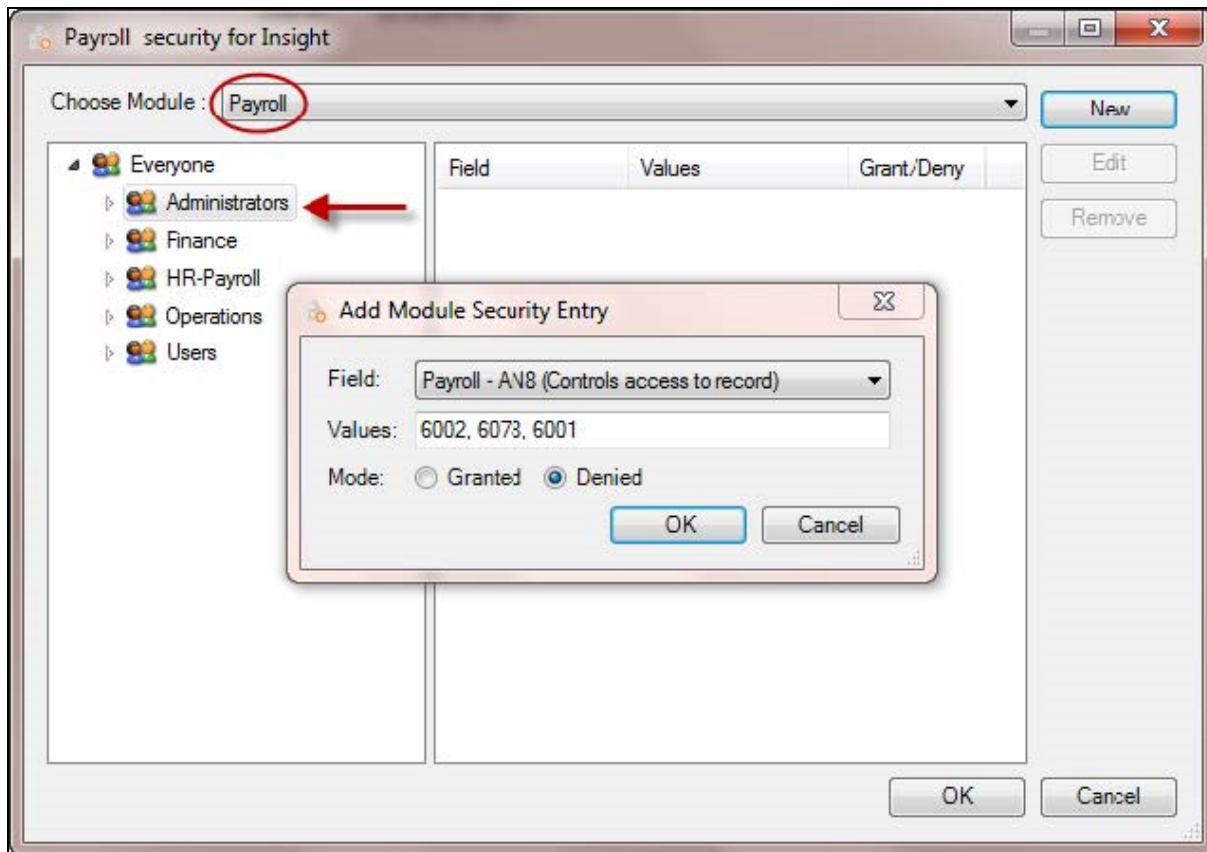 Payroll security for Insight
Choose Module : Payroll
New
Everyone
Field Values Grant/Deny
Edit
Administrators
Remove
Finance
HR-Payroll
Operations
Users
Add Module Security Entry
Field: Payroll - AN8 (Controls access to record)
Values: 6002, 6073, 6001
Mode: Granted Denied
OK Cancel
OK Cancel